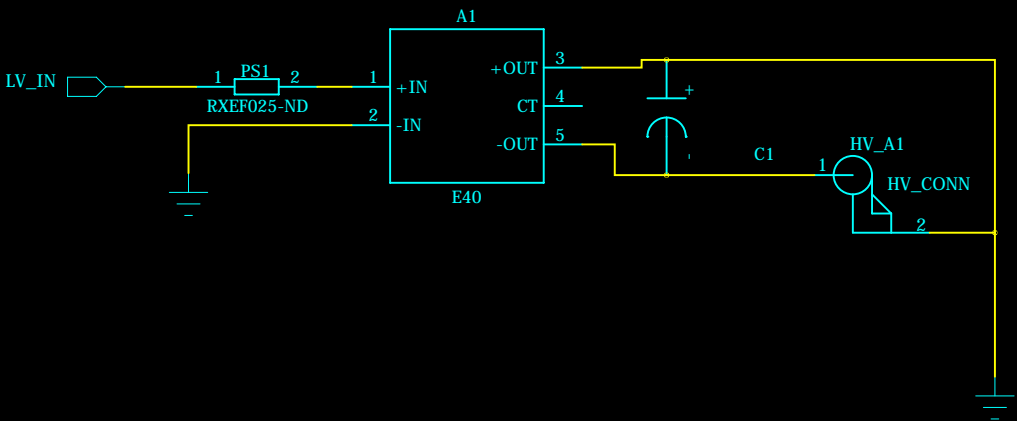 A1
LV_IN
1 PS1 2
RXEF025-ND
1 +IN
2 -IN
+OUT 3
CT 4
-OUT 5
E40
+
-
C1
HV_A1
1
HV_CONN
2